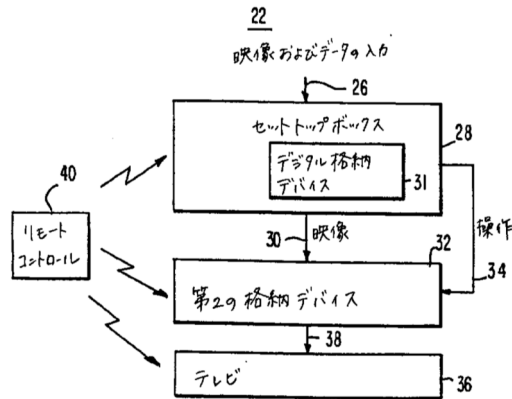 22
映像およびデータの入力
26
セットトップボックス
28
デジタル格納
デバイス
31
40
リモート
コントロール
30
映像
32
操作
34
第2の格納デバイス
38
テレビ
36